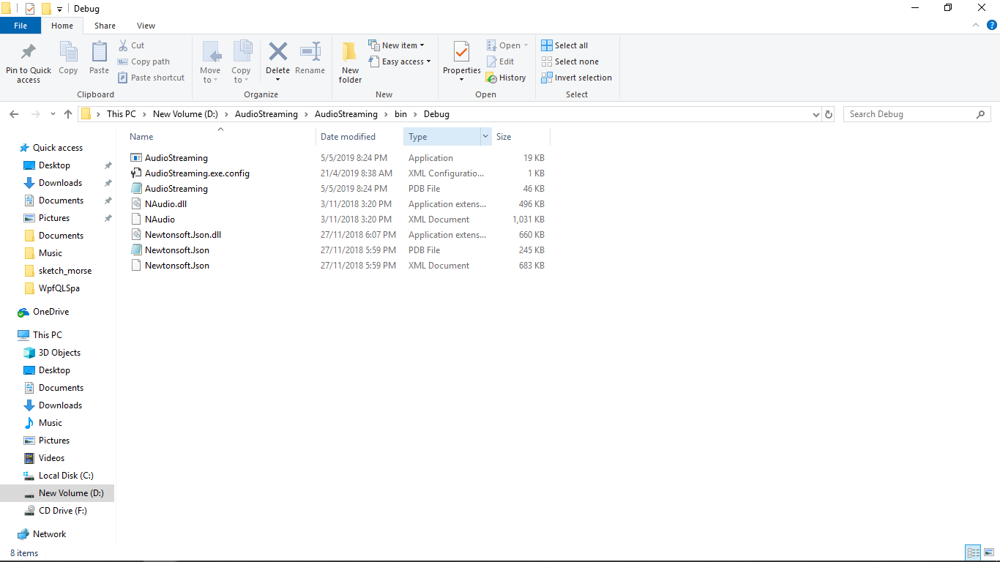 Debug
File Home Share View
Pin to Quick access
Copy
Paste
Cut
Copy path
Paste shortcut
Clipboard
Move to
Copy to
Delete
Rename
Organize
New folder
New item
Easy access
New
Properties
Open
Edit
History
Open
Select all
Select none
Invert selection
Select
This PC New Volume (D:) AudioStreaming AudioStreaming bin Debug
Search Debug
Quick access
Desktop
Downloads
Documents
Pictures
Documents
Music
sketch_morse
WpfQLSpa
OneDrive
This PC
3D Objects
Desktop
Documents
Downloads
Music
Pictures
Videos
Local Disk (C:)
New Volume (D:)
CD Drive (F:)
Network
Name Date modified Type Size
AudioStreaming 5/5/2019 8:24 PM Application 19 KB
AudioStreaming.exe.config 21/4/2019 8:38 AM XML Configuratio... 1 KB
AudioStreaming 5/5/2019 8:24 PM PDB File 46 KB
NAudio.dll 3/11/2018 3:20 PM Application extens... 496 KB
NAudio 3/11/2018 3:20 PM XML Document 1,031 KB
Newtonsoft.Json.dll 27/11/2018 6:07 PM Application extens... 660 KB
Newtonsoft.Json 27/11/2018 5:59 PM PDB File 245 KB
Newtonsoft.Json 27/11/2018 5:59 PM XML Document 683 KB
8 items